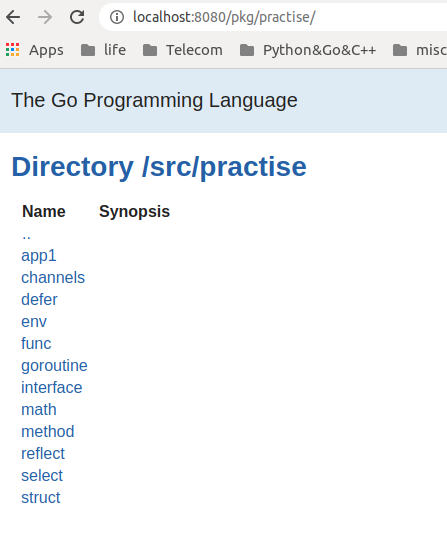 localhost:8080/pkg/practise/
Apps life Telecom Python&Go&C++ misc
The Go Programming Language
Directory /src/practise
Name Synopsis
..
app1
channels
defer
env
func
goroutine
interface
math
method
reflect
select
struct